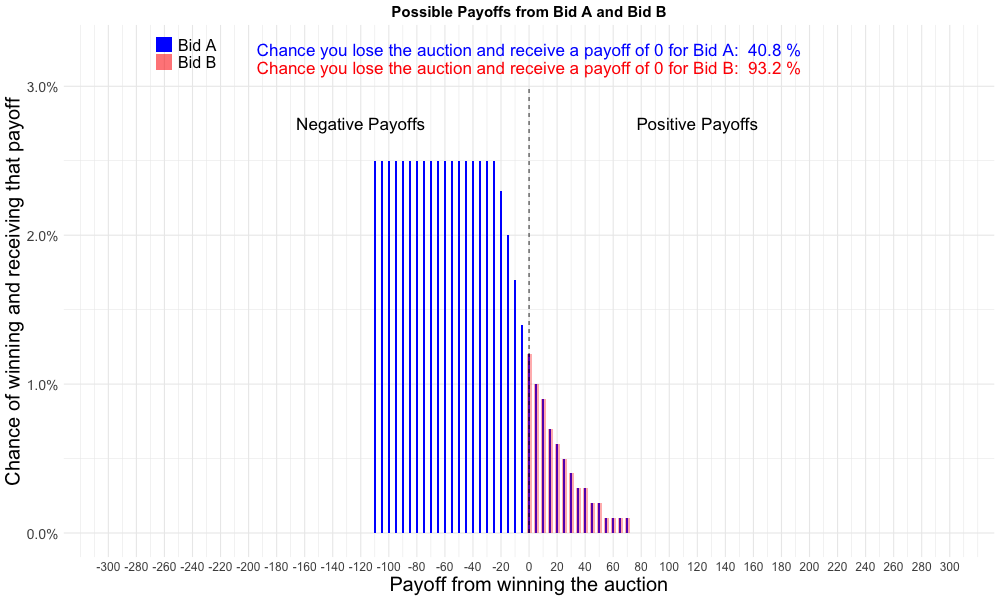 Possible Payoffs from Bid A and Bid B
Bid A
Bid B
Chance you lose the auction and receive a payoff of 0 for Bid A:  40.8 %
Chance you lose the auction and receive a payoff of 0 for Bid B:  93.2 %
Negative Payoffs
Positive Payoffs
Chance of winning and receiving that payoff
3.0%
2.0%
1.0%
0.0%
-300 -280 -260 -240 -220 -200 -180 -160 -140 -120 -100 -80 -60 -40 -20 0 20 40 60 80 100 120 140 160 180 200 220 240 260 280 300
Payoff from winning the auction